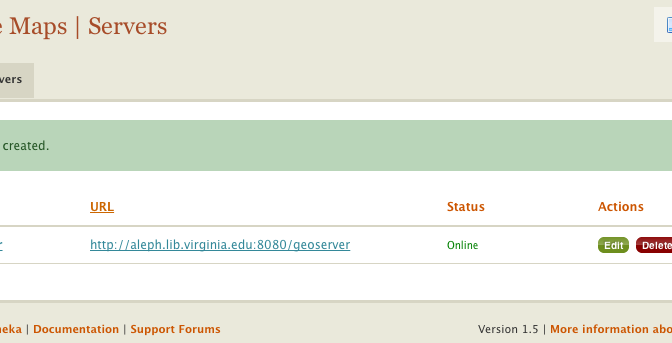 e Maps | Servers
vers
created.
URL Status Actions
r http://aleph.lib.virginia.edu:8080/geoserver Online Edit Delete
neka | Documentation | Support Forums Version 1.5 | More information abo